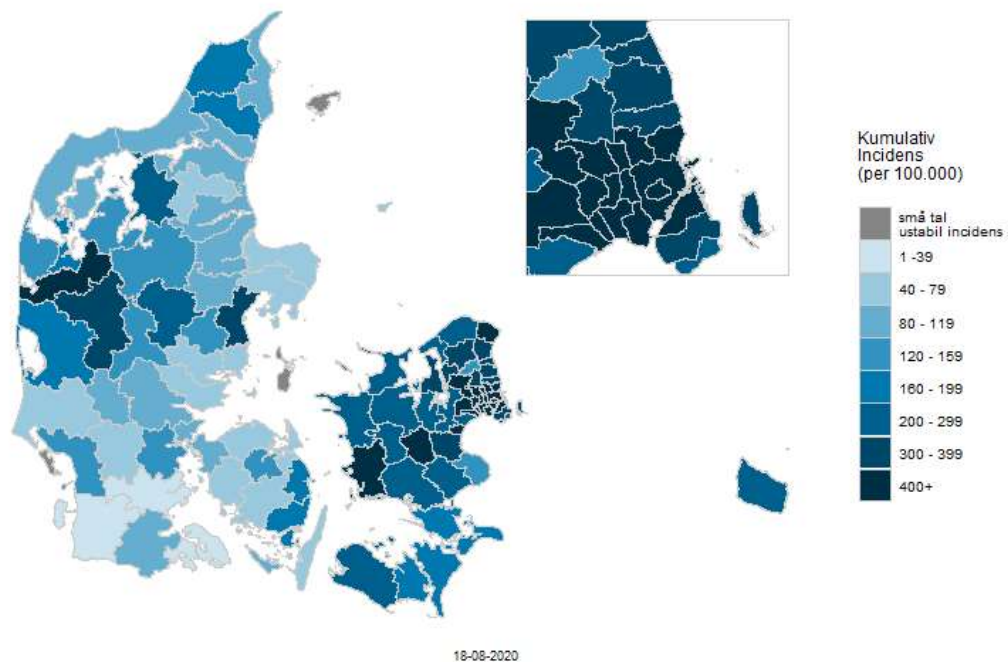 Kumulativ
Incidens
(per 100.000)
små tal
ustabil incidens
1 -39
40 - 79
80 - 119
120 - 159
160 - 199
200 - 299
300 - 399
400+
18-08-2020